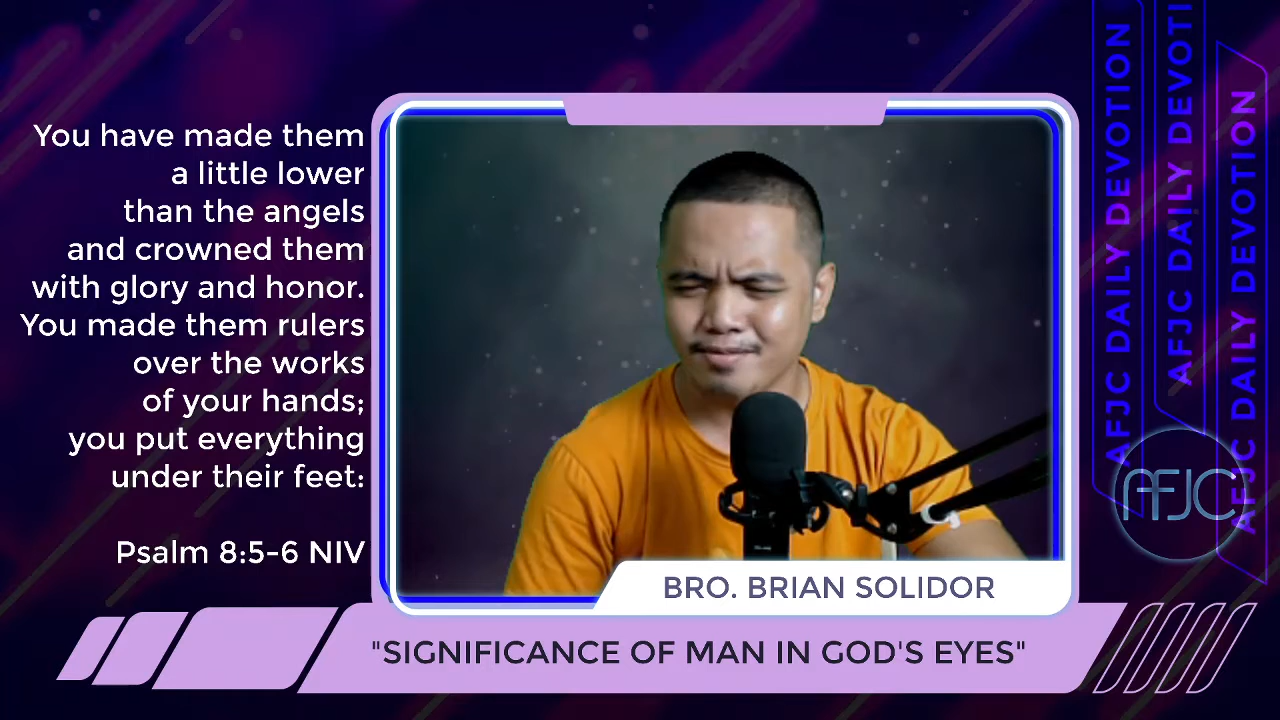 You have made them
a little lower
than the angels
and crowned them
with glory and honor.
You made them rulers
over the works
of your hands;
you put everything
under their feet:
Psalm 8:5-6 NIV
BRO. BRIAN SOLIDOR
"SIGNIFICANCE OF MAN IN GOD'S EYES"
AFJC DAILY DEVOTION
AFJC DAILY DEVOTI
AFJC DAILY DEVOTION
AFJC